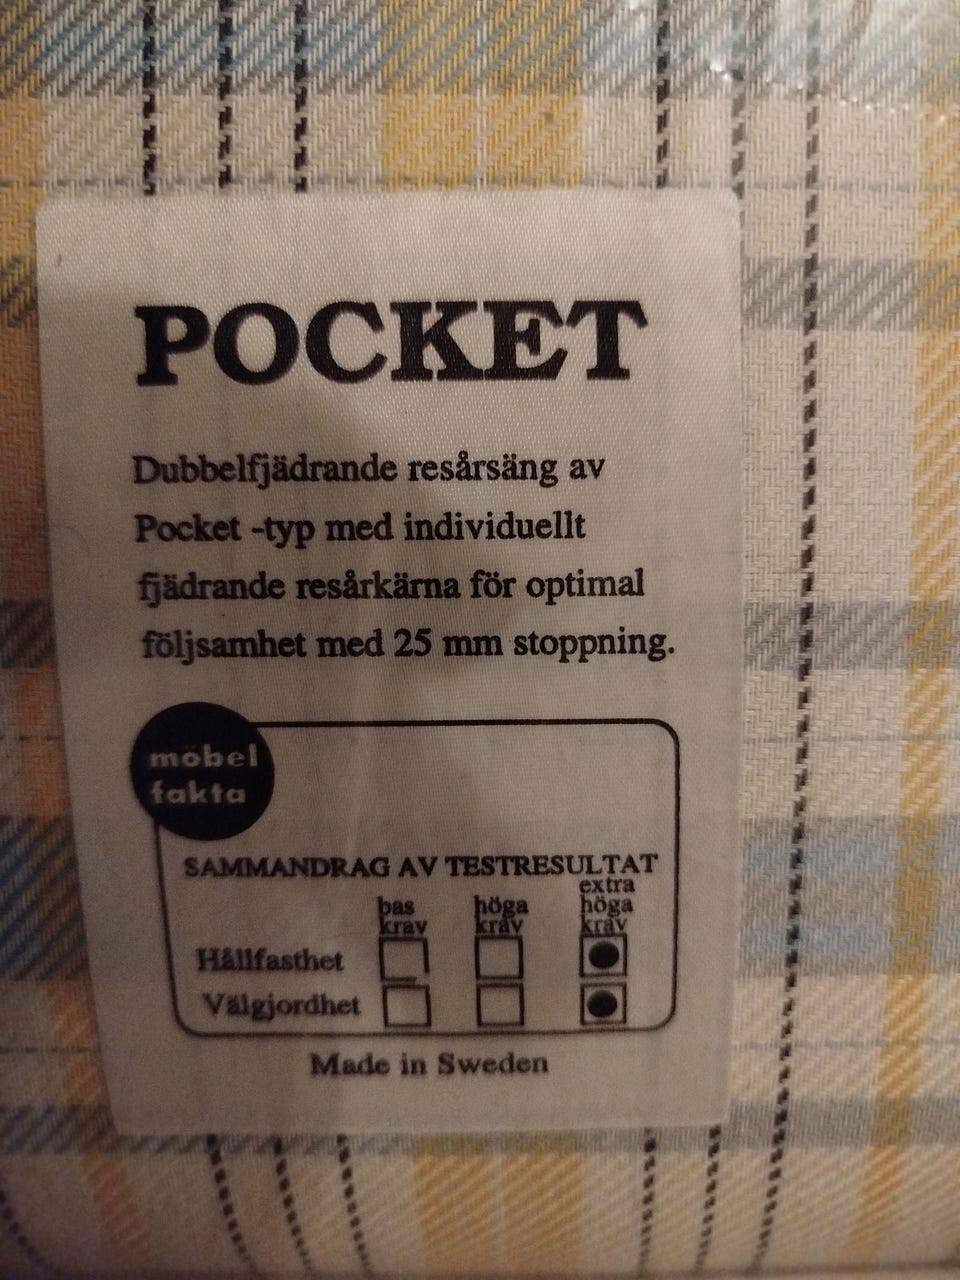 POCKET
Dubbelfjädrande resårsäng av
Pocket -typ med individuellt
fjädrande resårkärna för optimal
följsamhet med 25 mm stoppning.
möbel
fakta
SAMMANDRAG AV TESTRESULTAT
bas krav höga krav extra höga krav
Hållfasthet
Välgjordhet
Made in Sweden